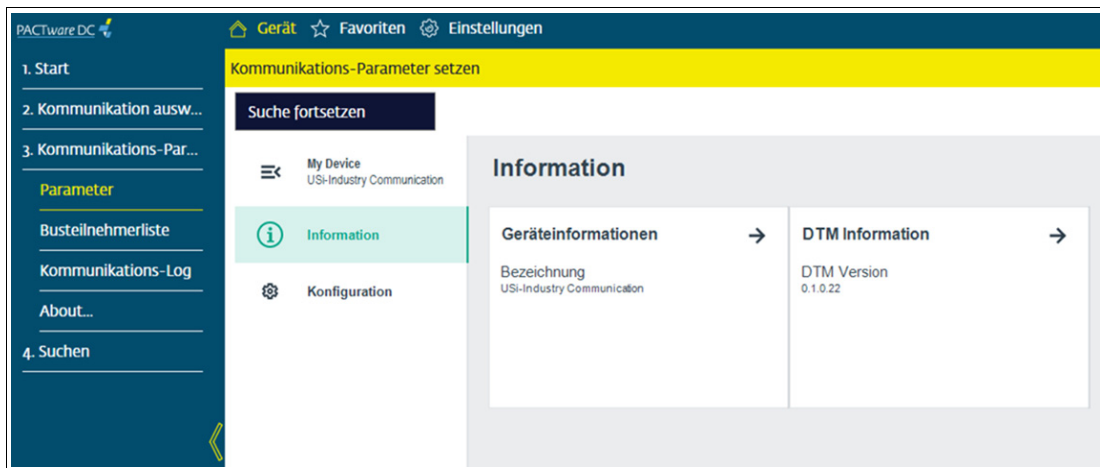 PACTware DC
Gerät Favoriten Einstellungen
1. Start
2. Kommunikation ausw...
3. Kommunikations-Par...
Parameter
Busteilnehmerliste
Kommunikations-Log
About...
4. Suchen
Kommunikations-Parameter setzen
Suche fortsetzen
My Device
USi-Industry Communication
Information
Konfiguration
Information
Geräteinformationen
Bezeichnung
USi-Industry Communication
DTM Information
DTM Version
0.1.0.22